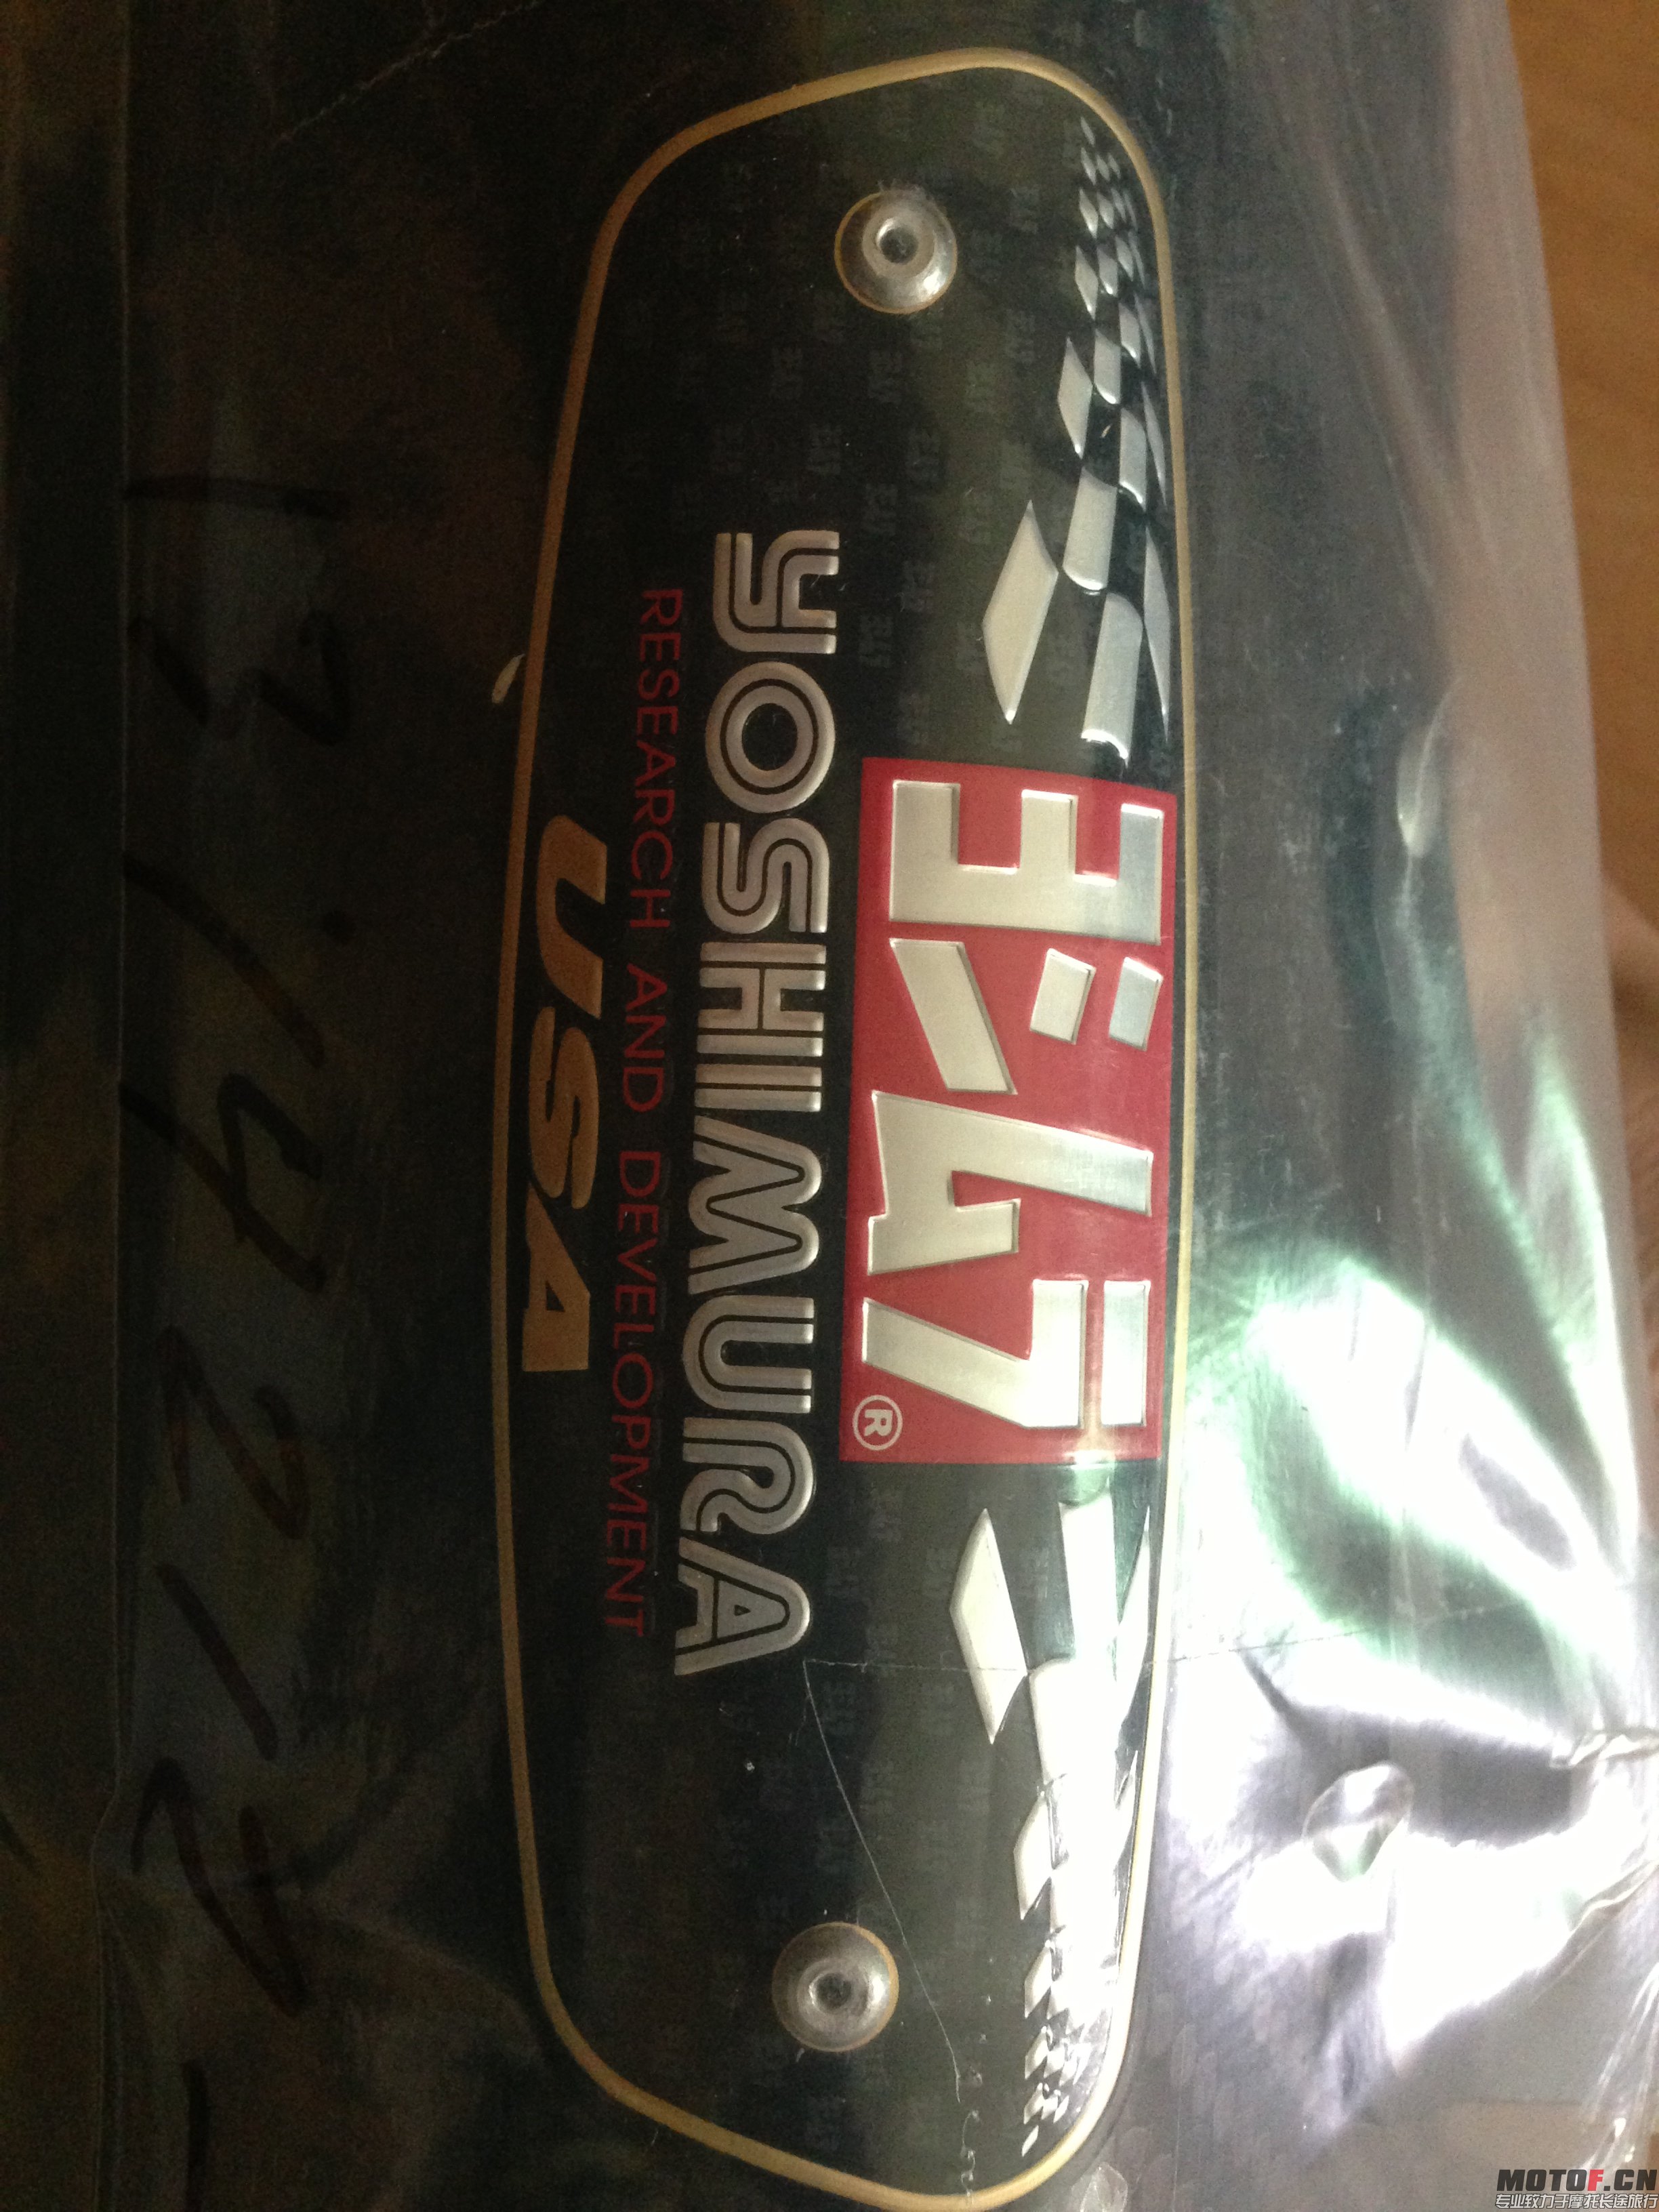 ヨシムラ®
YOSHIMURA
RESEARCH AND DEVELOPMENT
USA
MOTOF.CN
专业致力于摩托长途旅行